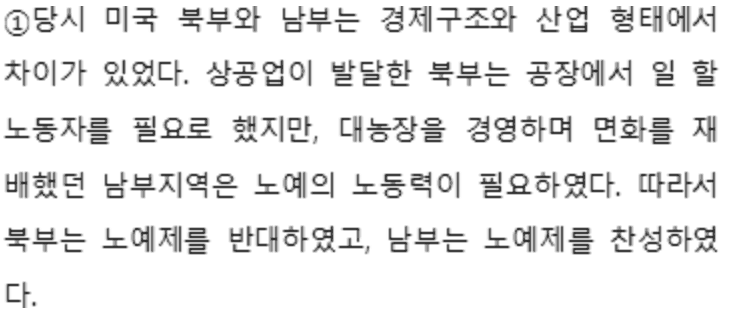 ①당시 미국 북부와 남부는 경제구조와 산업 형태에서
차이가 있었다. 상공업이 발달한 북부는 공장에서 일 할
노동자를 필요로 했지만, 대농장을 경영하며 면화를 재
배했던 남부지역은 노예의 노동력이 필요하였다. 따라서
북부는 노예제를 반대하였고, 남부는 노예제를 찬성하였
다.